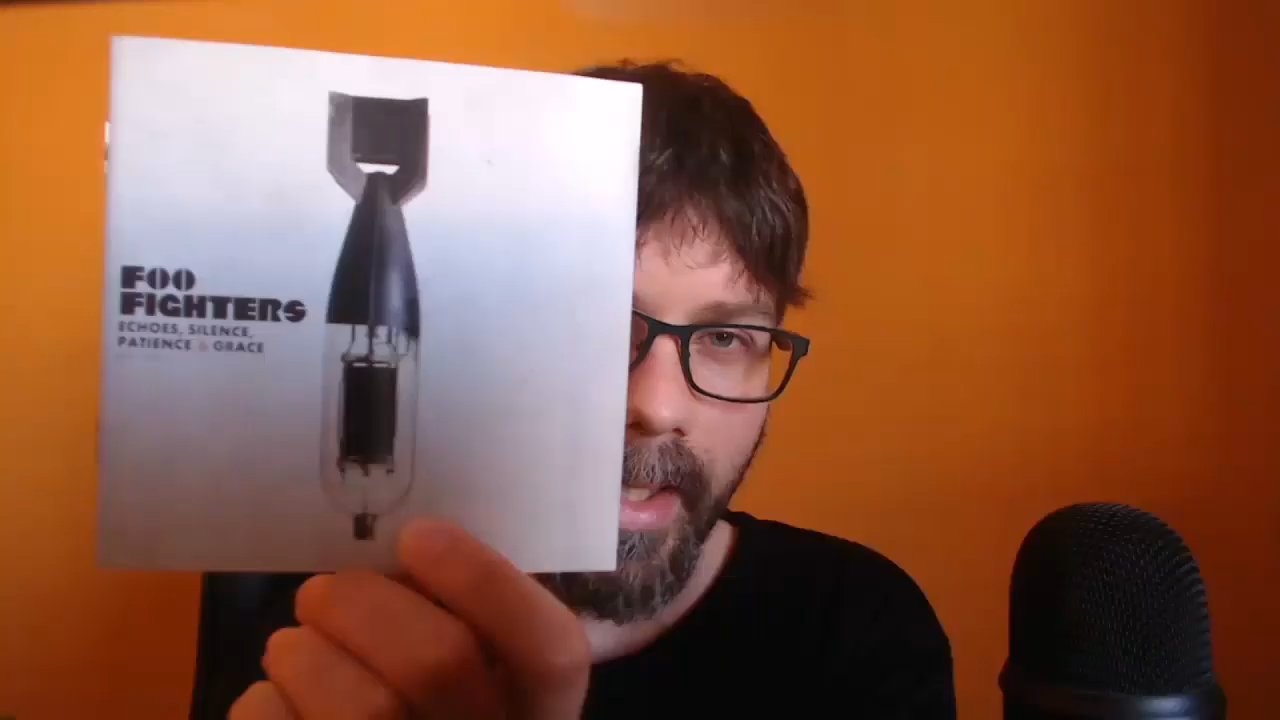 FOO
FIGHTERS
ECHOES, SILENCE,
PATIENCE & GRACE